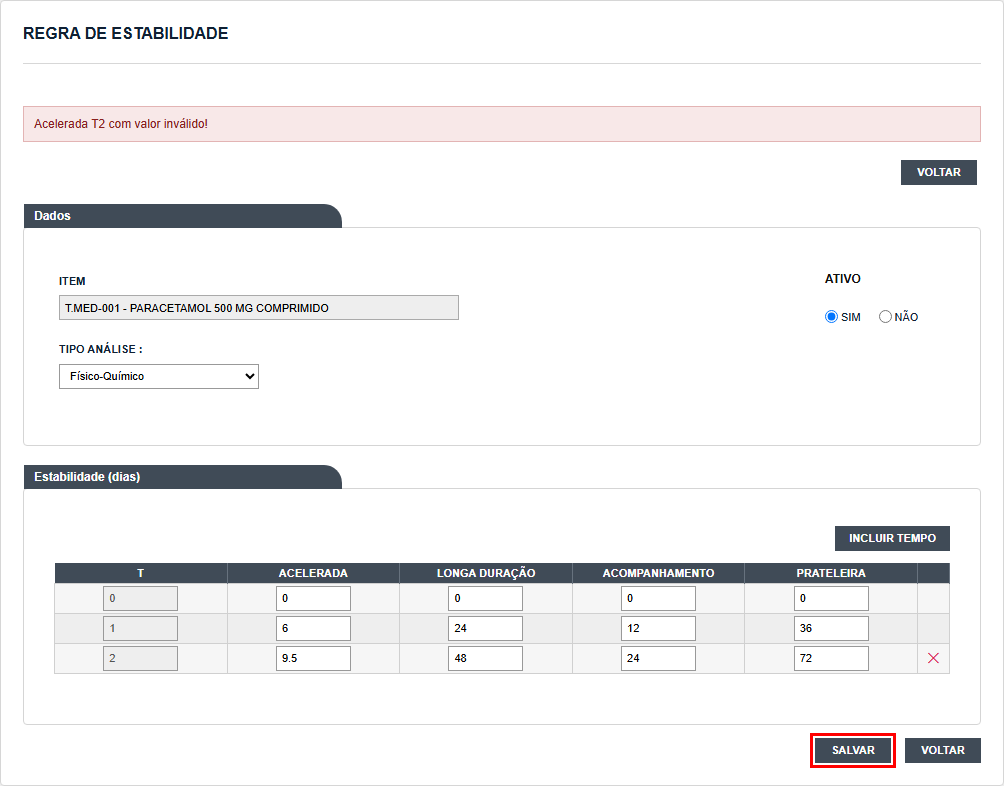 REGRA DE ESTABILIDADE
Acelerada T2 com valor inválido!
VOLTAR
Dados
ITEM
ATIVO
T.MED-001 - PARACETAMOL 500 MG COMPRIMIDO
SIM NÃO
TIPO ANÁLISE :
Físico-Químico
Estabilidade (dias)
INCLUIR TEMPO
T ACELERADA LONGA DURAÇÃO ACOMPANHAMENTO PRATELEIRA
0 0 0 0 0
1 6 24 12 36
2 9.5 48 24 72
SALVAR VOLTAR